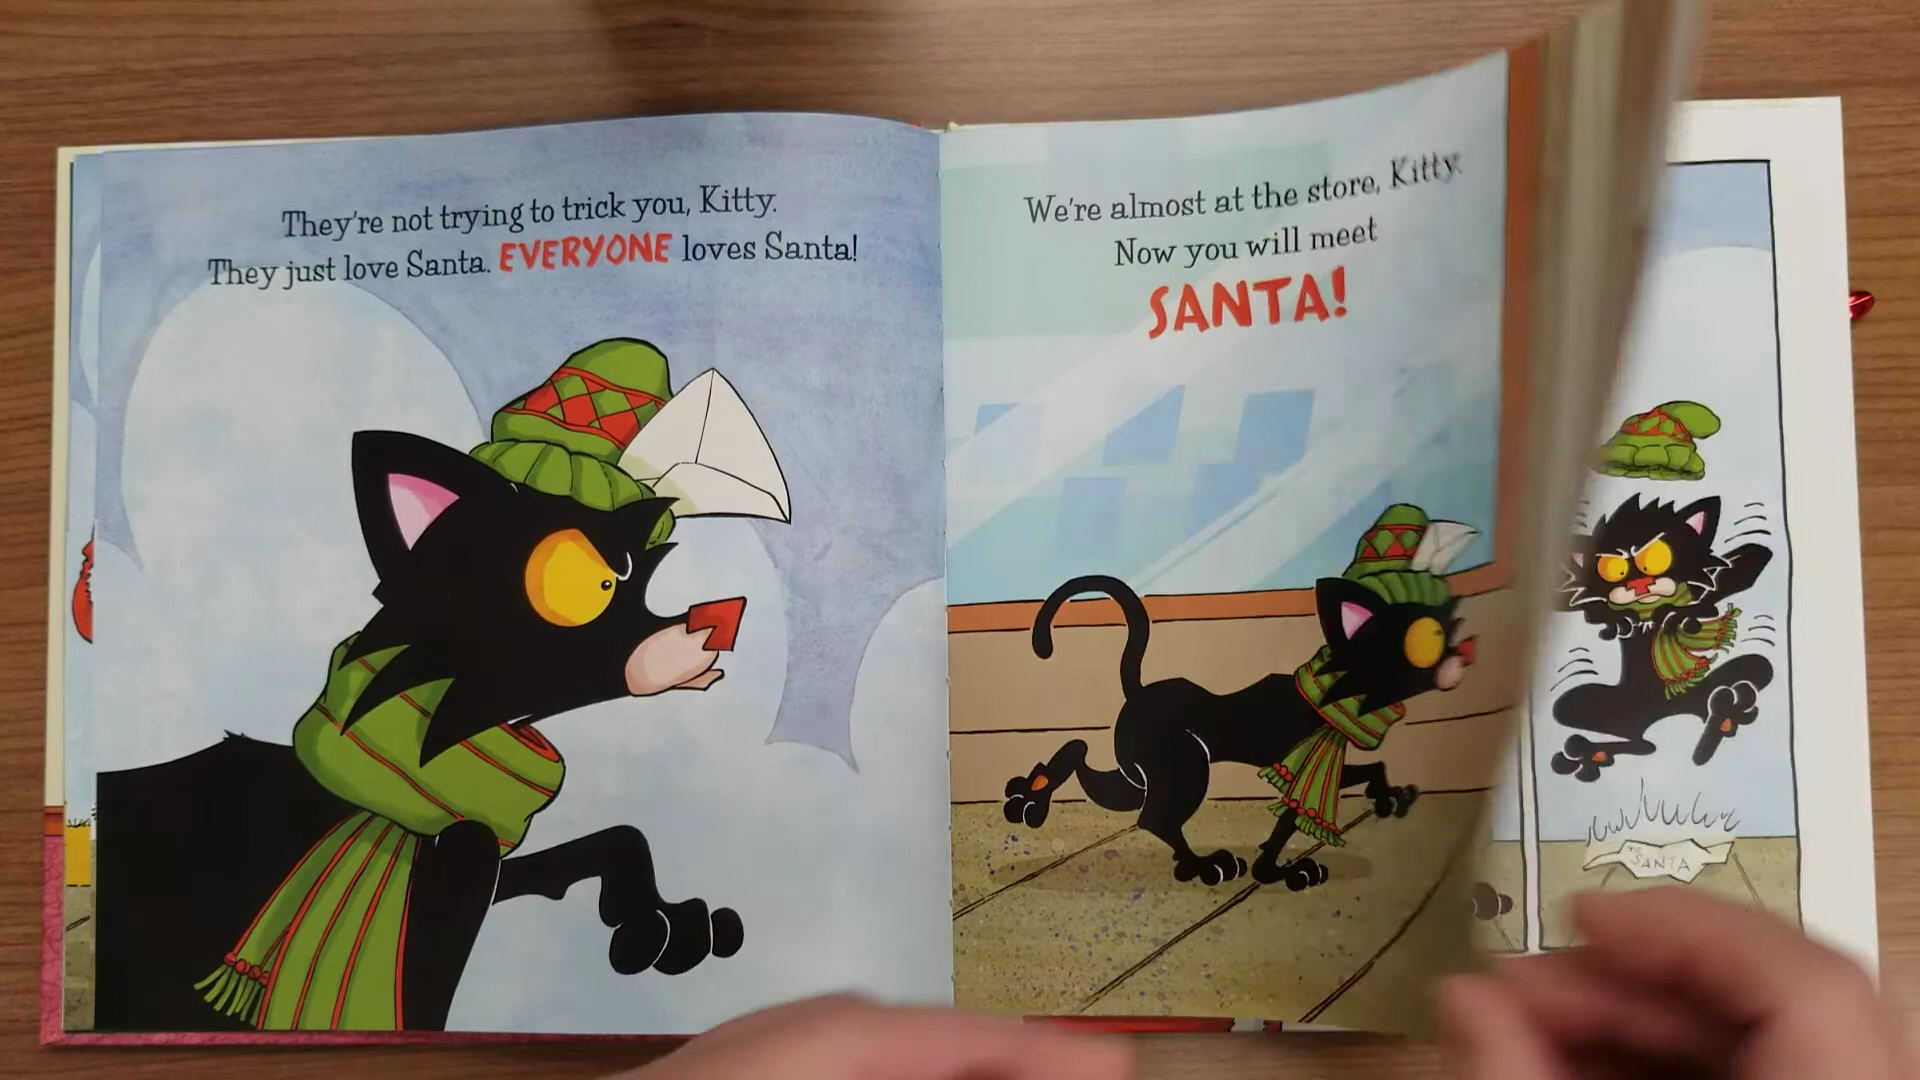 They're not trying to trick you, Kitty.
They just love Santa. EVERYONE loves Santa!
We're almost at the store, Kitty.
Now you will meet
SANTA!
TO:
SANTA